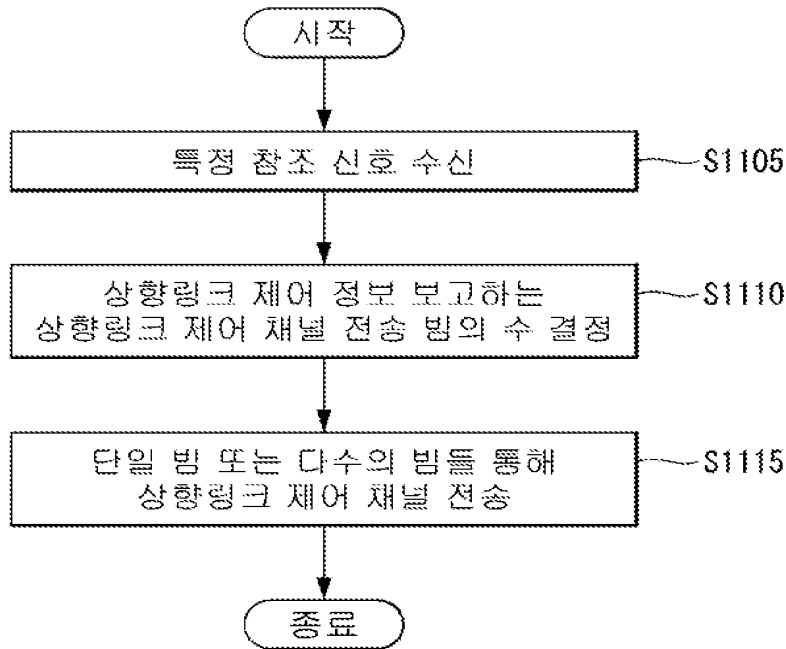 시작
특정 참조 신호 수신
S1105
상향링크 제어 정보 보고하는
상향링크 제어 채널 전송 빔의 수 결정
S1110
단일 빔 또는 다수의 빔들 통해
상향링크 제어 채널 전송
S1115
종료